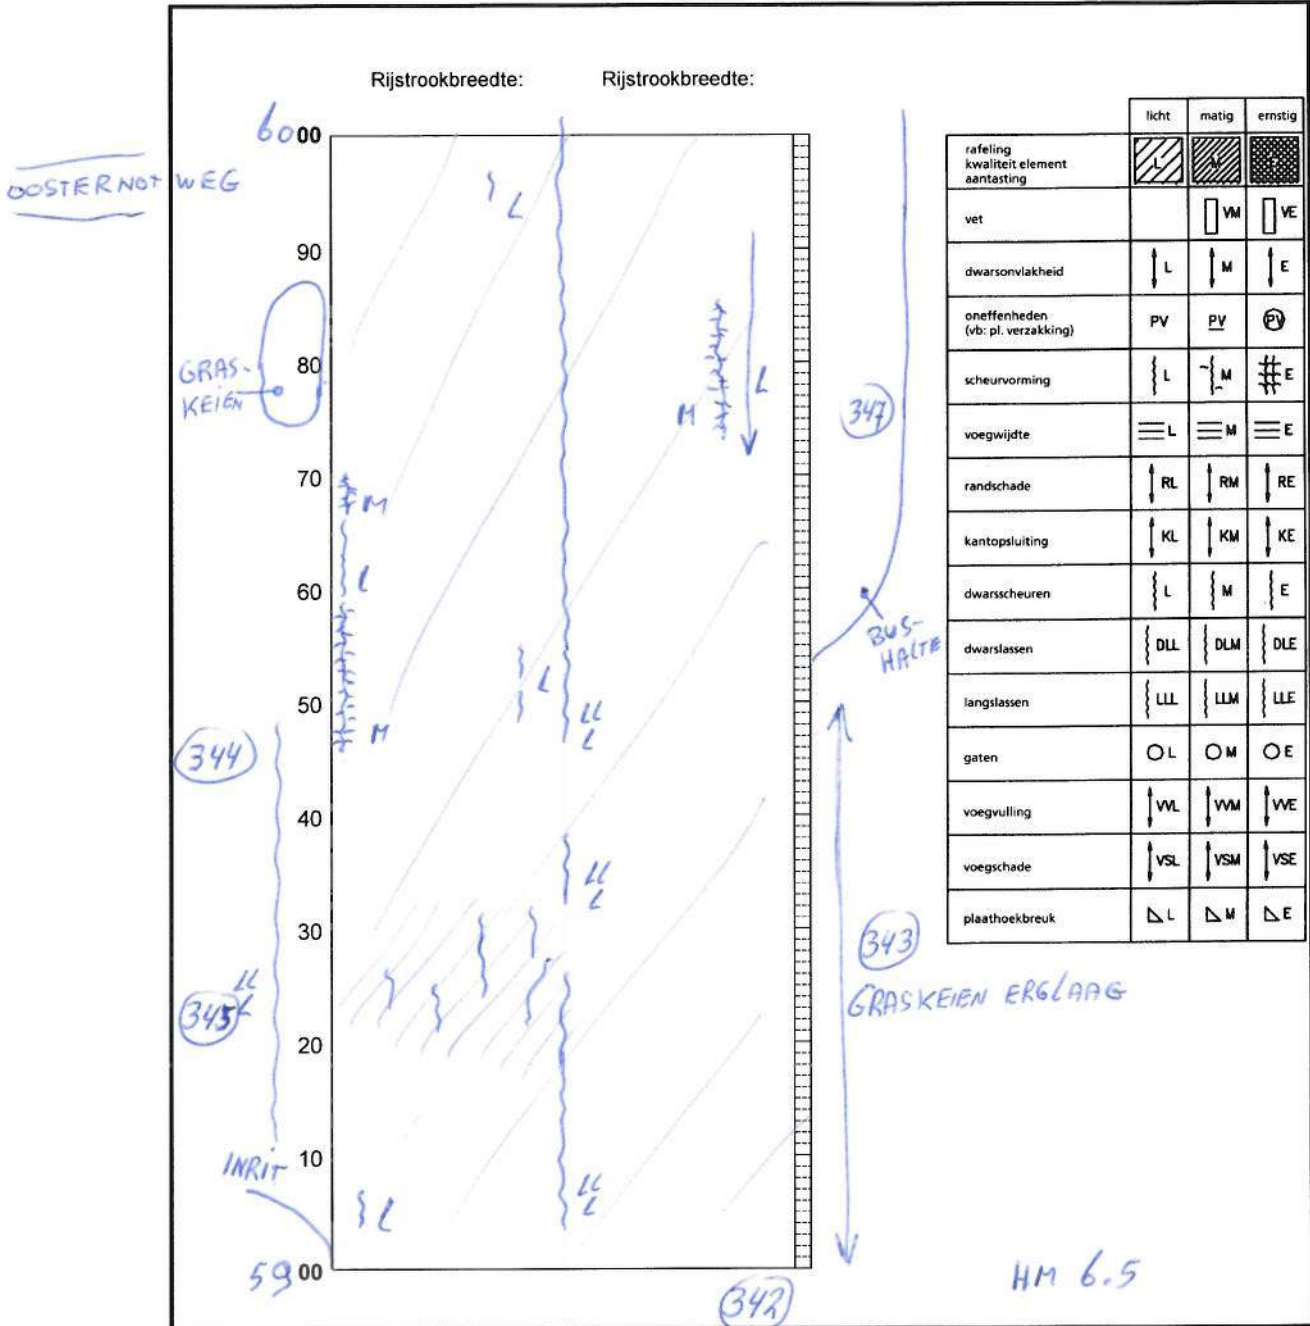 Rijstrookbreedte: Rijstrookbreedte:
6000
OOSTERNOTWEG
L
90
GRAS-
KEIEN
80
L
M
347
70
M
L
60
BUS-
HALTE
L
50
LL
L
M
344
40
LL
L
30
343
GRASKEIEN ERGLAAG
LL
L
345
20
10
INRIT
LL
L
L
5900
342
HM 6.5
licht matig ernstig
rafeling
kwaliteit element
aantasting
L M E
vet
VM VE
dwarsonvlakheid L M E
oneffenheden
(vb: pl. verzakking)
PV PV PV
scheurvorming L M E
voegwijdte L M E
randschade RL RM RE
kantopsluiting KL KM KE
dwarsscheuren L M E
dwarslassen DLL DLM DLE
langslassen LLL LLM LLE
gaten L M E
voegvulling VVL VVM VVE
voegschade VSL VSM VSE
plaathoekbreuk L M E